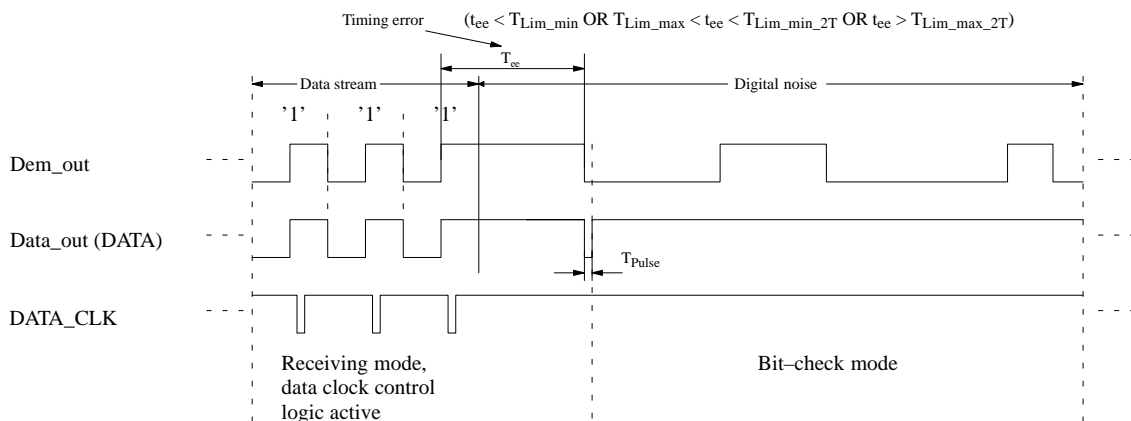 Timing error (tee < TLim_min OR TLim_max < tee < TLim_min_2T OR tee > TLim_max_2T)
Tee
Data stream Digital noise
'1' '1' '1'
Dem_out
Data_out (DATA)
TPulse
DATA_CLK
Receiving mode,
data clock control
logic active
Bit–check mode